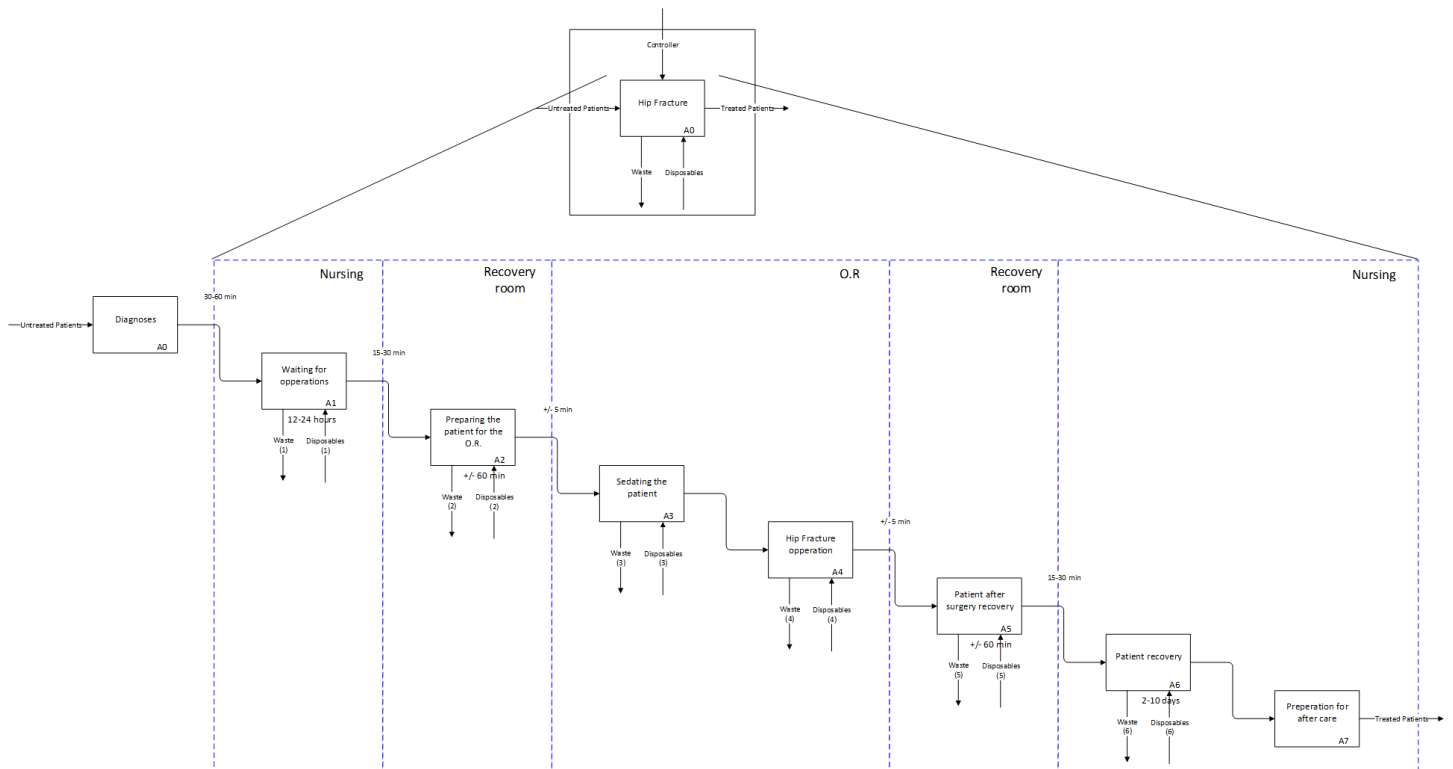 Controller
Untreated Patients
Hip Fracture
A0
Treated Patients
Waste
Disposables
Nursing
Recovery
room
O.R
Recovery
room
Nursing
Untreated Patients
Diagnoses
A0
30-60 min
Waiting for
opperations
A1
12-24 hours
Waste
(1)
Disposables
(1)
15-30 min
Preparing the
patient for the
O.R.
A2
+/- 60 min
Waste
(2)
Disposables
(2)
+/- 5 min
Sedating the
patient
A3
Waste
(3)
Disposables
(3)
Hip Fracture
opperation
A4
Waste
(4)
Disposables
(4)
+/- 5 min
Patient after
surgery recovery
A5
+/- 60 min
Waste
(5)
Disposables
(5)
15-30 min
Patient recovery
A6
2-10 days
Waste
(6)
Disposables
(6)
Preperation for
after care
A7
Treated Patients